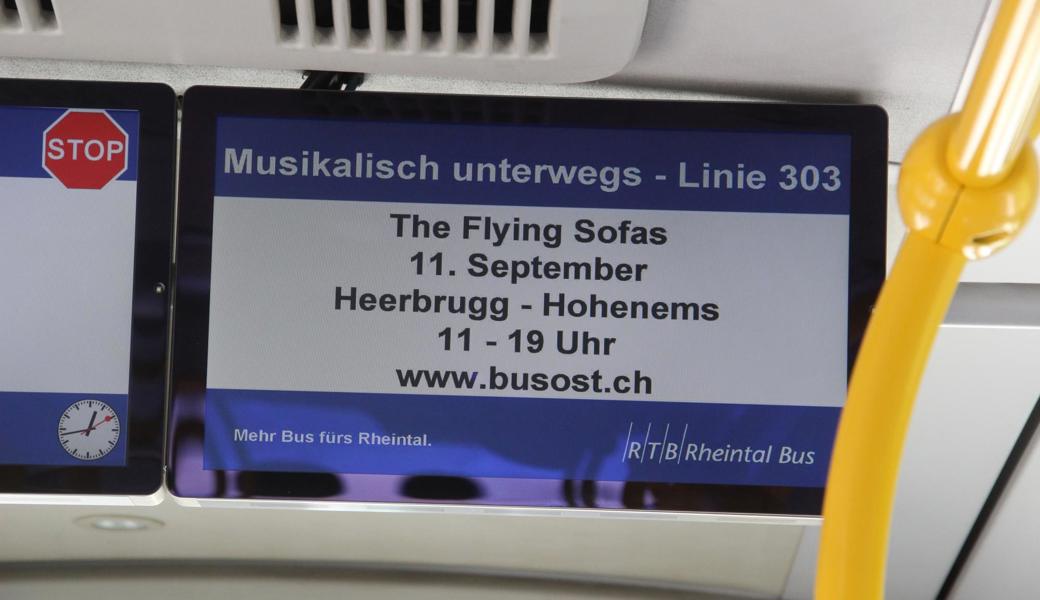 STOP
Musikalisch unterwegs - Linie 303
The Flying Sofas
11. September
Heerbrugg - Hohenems
11 - 19 Uhr
www.busost.ch
Mehr Bus fürs Rheintal.
RTB Rheintal Bus